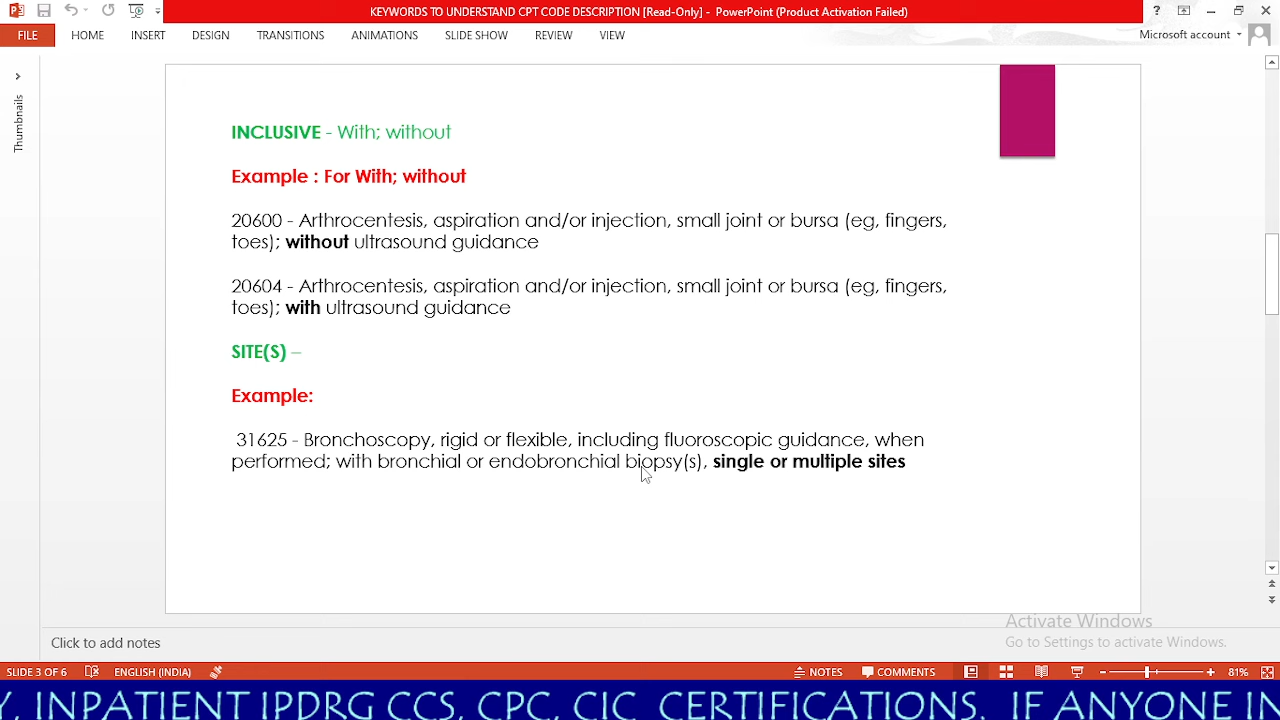 KEYWORDS TO UNDERSTAND CPT CODE DESCRIPTION [Read-Only] - PowerPoint (Product Activation Failed)
FILE HOME INSERT DESIGN TRANSITIONS ANIMATIONS SLIDE SHOW REVIEW VIEW Microsoft account
Thumbnails
INCLUSIVE - With; without
Example : For With; without
20600 - Arthrocentesis, aspiration and/or injection, small joint or bursa (eg, fingers,
toes); without ultrasound guidance
20604 - Arthrocentesis, aspiration and/or injection, small joint or bursa (eg, fingers,
toes); with ultrasound guidance
SITE(S) –
Example:
31625 - Bronchoscopy, rigid or flexible, including fluoroscopic guidance, when
performed; with bronchial or endobronchial biopsy(s), single or multiple sites
Activate Windows
Go to Settings to activate Windows.
Click to add notes
SLIDE 3 OF 6 ENGLISH (INDIA) NOTES COMMENTS 81%
Y, INPATIENT IPDRG CCS, CPC, CIC CERTIFICATIONS. IF ANYONE IN